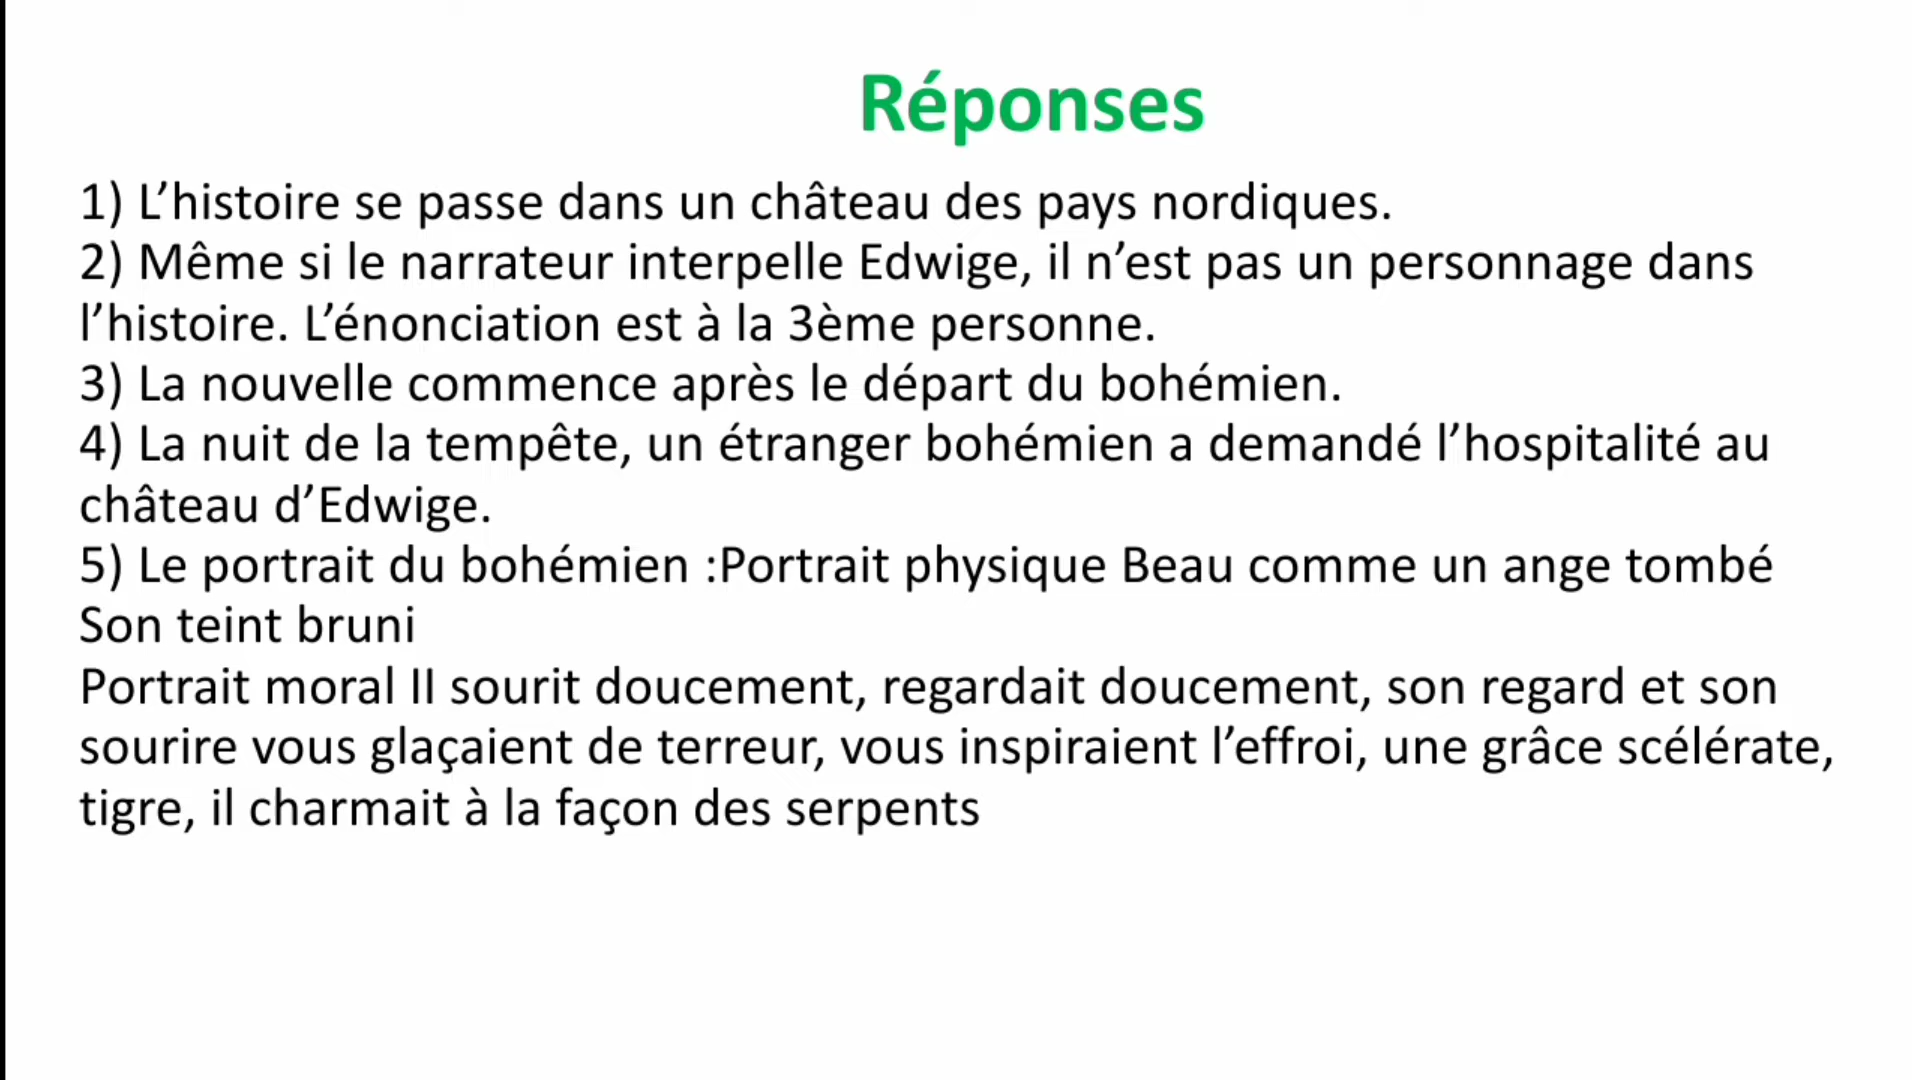 Réponses
1) L’histoire se passe dans un château des pays nordiques.
2) Même si le narrateur interpelle Edwige, il n’est pas un personnage dans
l’histoire. L’énonciation est à la 3ème personne.
3) La nouvelle commence après le départ du bohémien.
4) La nuit de la tempête, un étranger bohémien a demandé l’hospitalité au
château d’Edwige.
5) Le portrait du bohémien :Portrait physique Beau comme un ange tombé
Son teint bruni
Portrait moral II sourit doucement, regardait doucement, son regard et son
sourire vous glaçaient de terreur, vous inspiraient l’effroi, une grâce scélérate,
tigre, il charmait à la façon des serpents